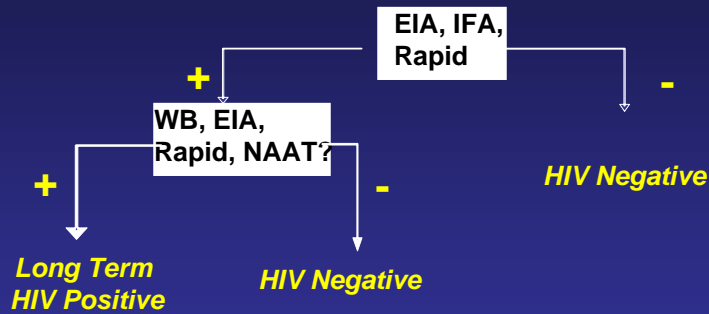 EIA, IFA,
Rapid
+
-
WB, EIA,
Rapid, NAAT?
HIV Negative
+
-
Long Term
HIV Positive
HIV Negative